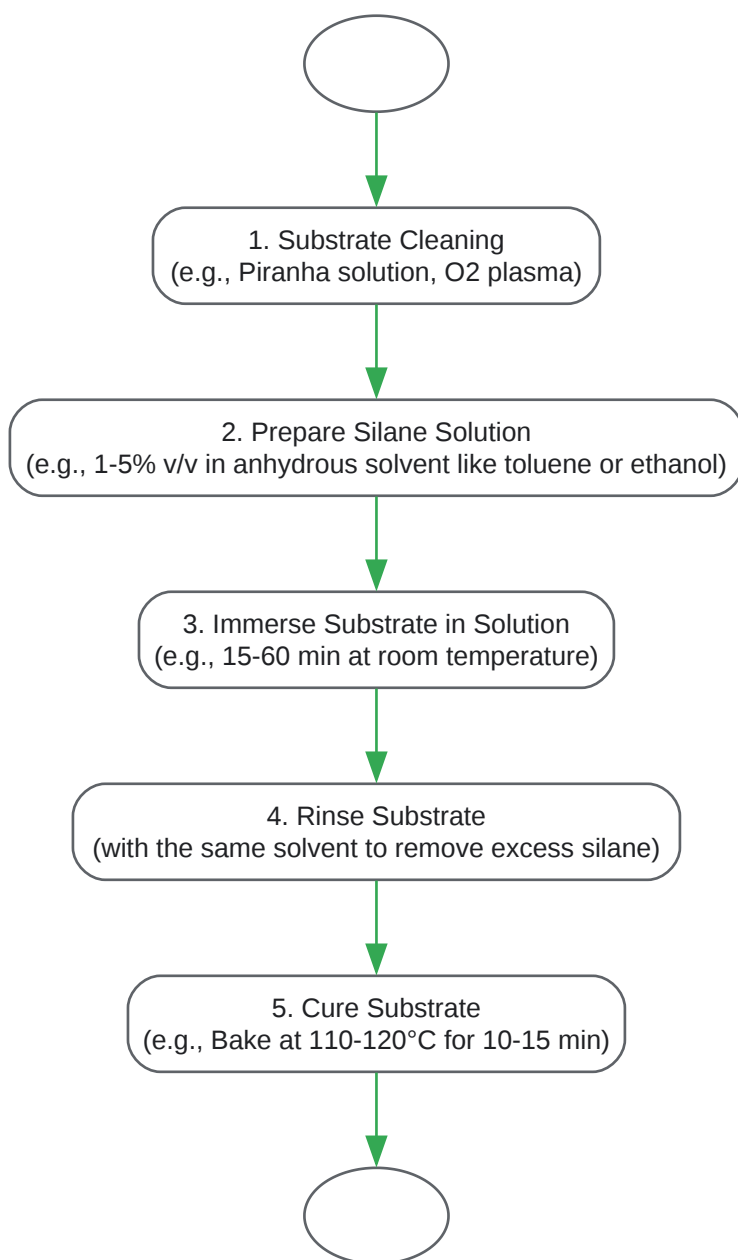 1. Substrate Cleaning
(e.g., Piranha solution, O2 plasma)
2. Prepare Silane Solution
(e.g., 1-5% v/v in anhydrous solvent like toluene or ethanol)
3. Immerse Substrate in Solution
(e.g., 15-60 min at room temperature)
4. Rinse Substrate
(with the same solvent to remove excess silane)
5. Cure Substrate
(e.g., Bake at 110-120°C for 10-15 min)